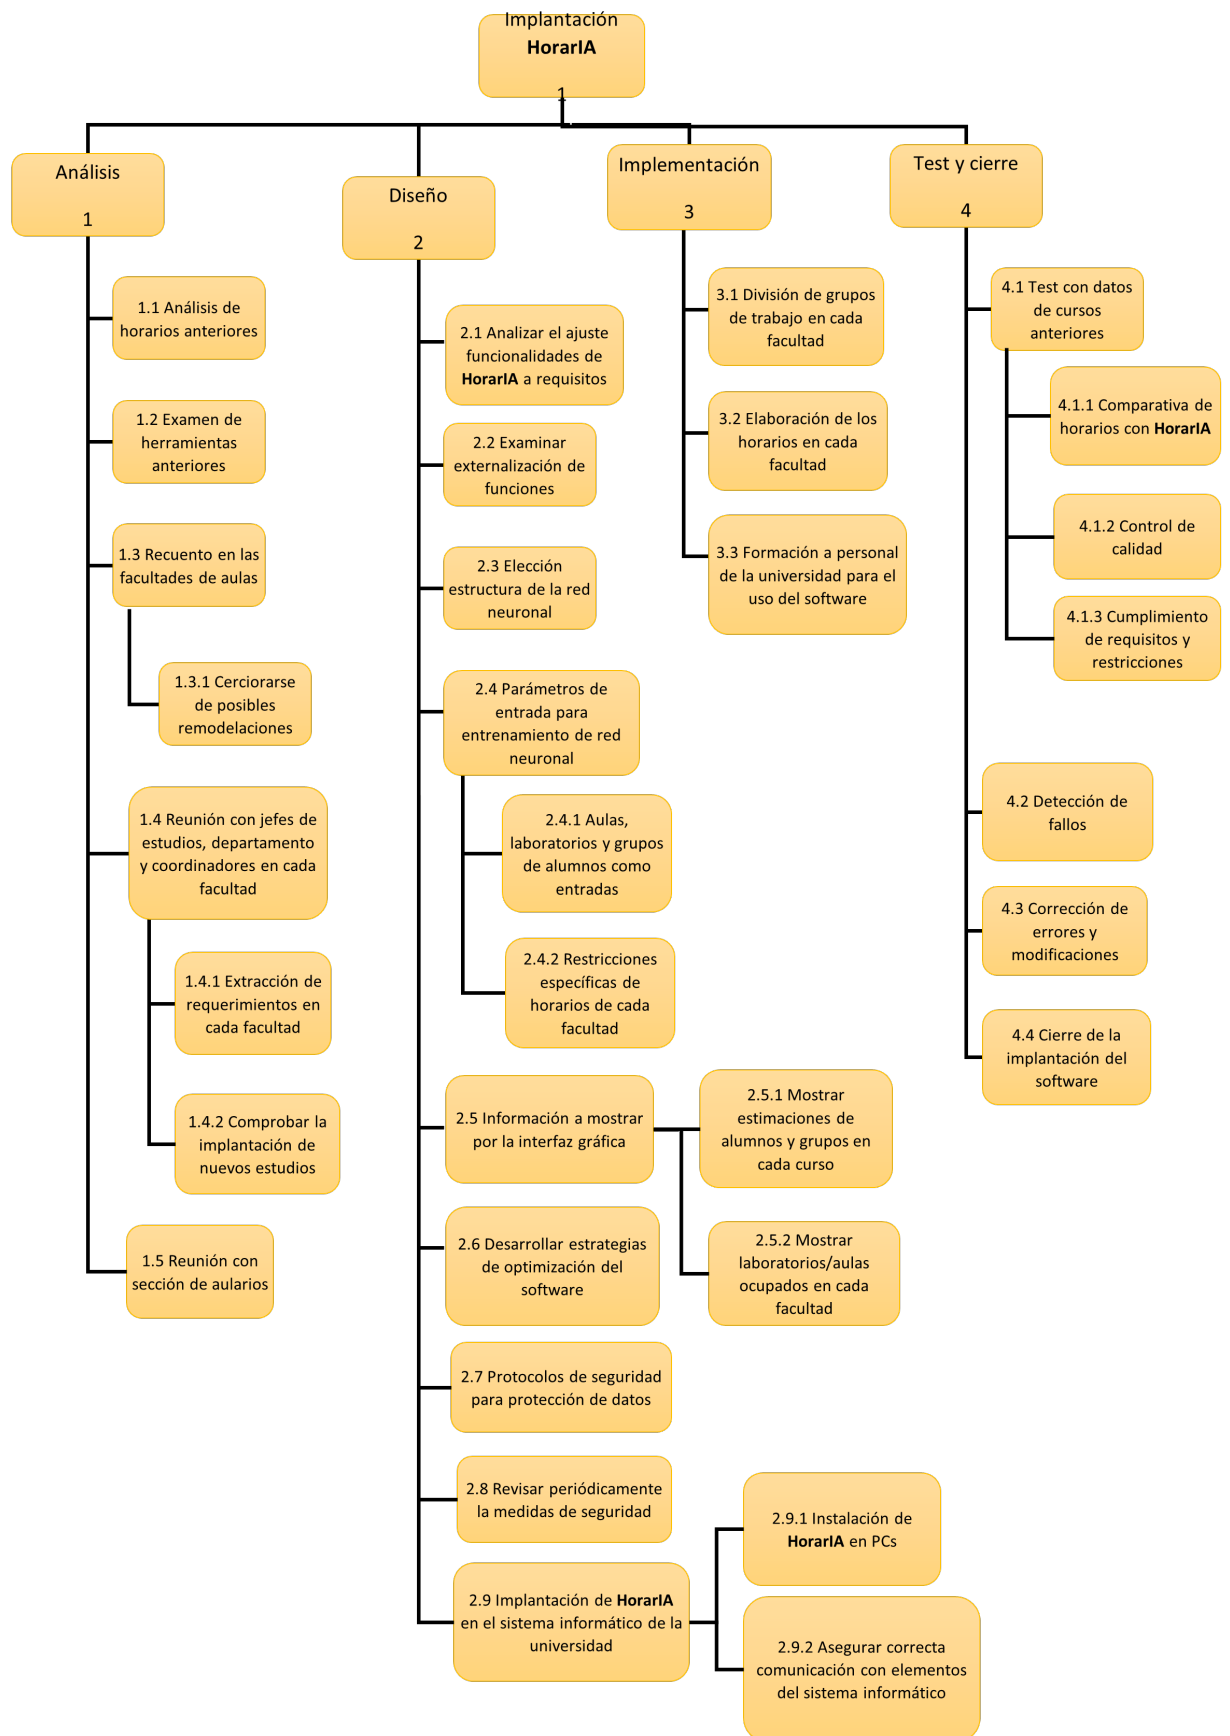 Implantación
HorarIA
1
Análisis
1
1.1 Análisis de
horarios anteriores
1.2 Examen de
herramientas
anteriores
1.3 Recuento en las
facultades de aulas
1.3.1 Cerciorarse
de posibles
remodelaciones
1.4 Reunión con jefes de
estudios, departamento
y coordinadores en cada
facultad
1.4.1 Extracción de
requerimientos en
cada facultad
1.4.2 Comprobar la
implantación de
nuevos estudios
1.5 Reunión con
sección de aularios
Diseño
2
2.1 Analizar el ajuste
funcionalidades de
HorarIA a requisitos
2.2 Examinar
externalización de
funciones
2.3 Elección
estructura de la red
neuronal
2.4 Parámetros de
entrada para
entrenamiento de red
neuronal
2.4.1 Aulas,
laboratorios y grupos
de alumnos como
entradas
2.4.2 Restricciones
específicas de
horarios de cada
facultad
2.5 Información a mostrar
por la interfaz gráfica
2.5.1 Mostrar
estimaciones de
alumnos y grupos en
cada curso
2.5.2 Mostrar
laboratorios/aulas
ocupados en cada
facultad
2.6 Desarrollar estrategias
de optimización del
software
2.7 Protocolos de seguridad
para protección de datos
2.8 Revisar periódicamente
la medidas de seguridad
2.9 Implantación de HorarIA
en el sistema informático de la
universidad
2.9.1 Instalación de
HorarIA en PCs
2.9.2 Asegurar correcta
comunicación con elementos
del sistema informático
Implementación
3
3.1 División de grupos
de trabajo en cada
facultad
3.2 Elaboración de los
horarios en cada
facultad
3.3 Formación a personal
de la universidad para el
uso del software
Test y cierre
4
4.1 Test con datos
de cursos
anteriores
4.1.1 Comparativa de
horarios con HorarIA
4.1.2 Control de
calidad
4.1.3 Cumplimiento
de requisitos y
restricciones
4.2 Detección de
fallos
4.3 Corrección de
errores y
modificaciones
4.4 Cierre de la
implantación del
software